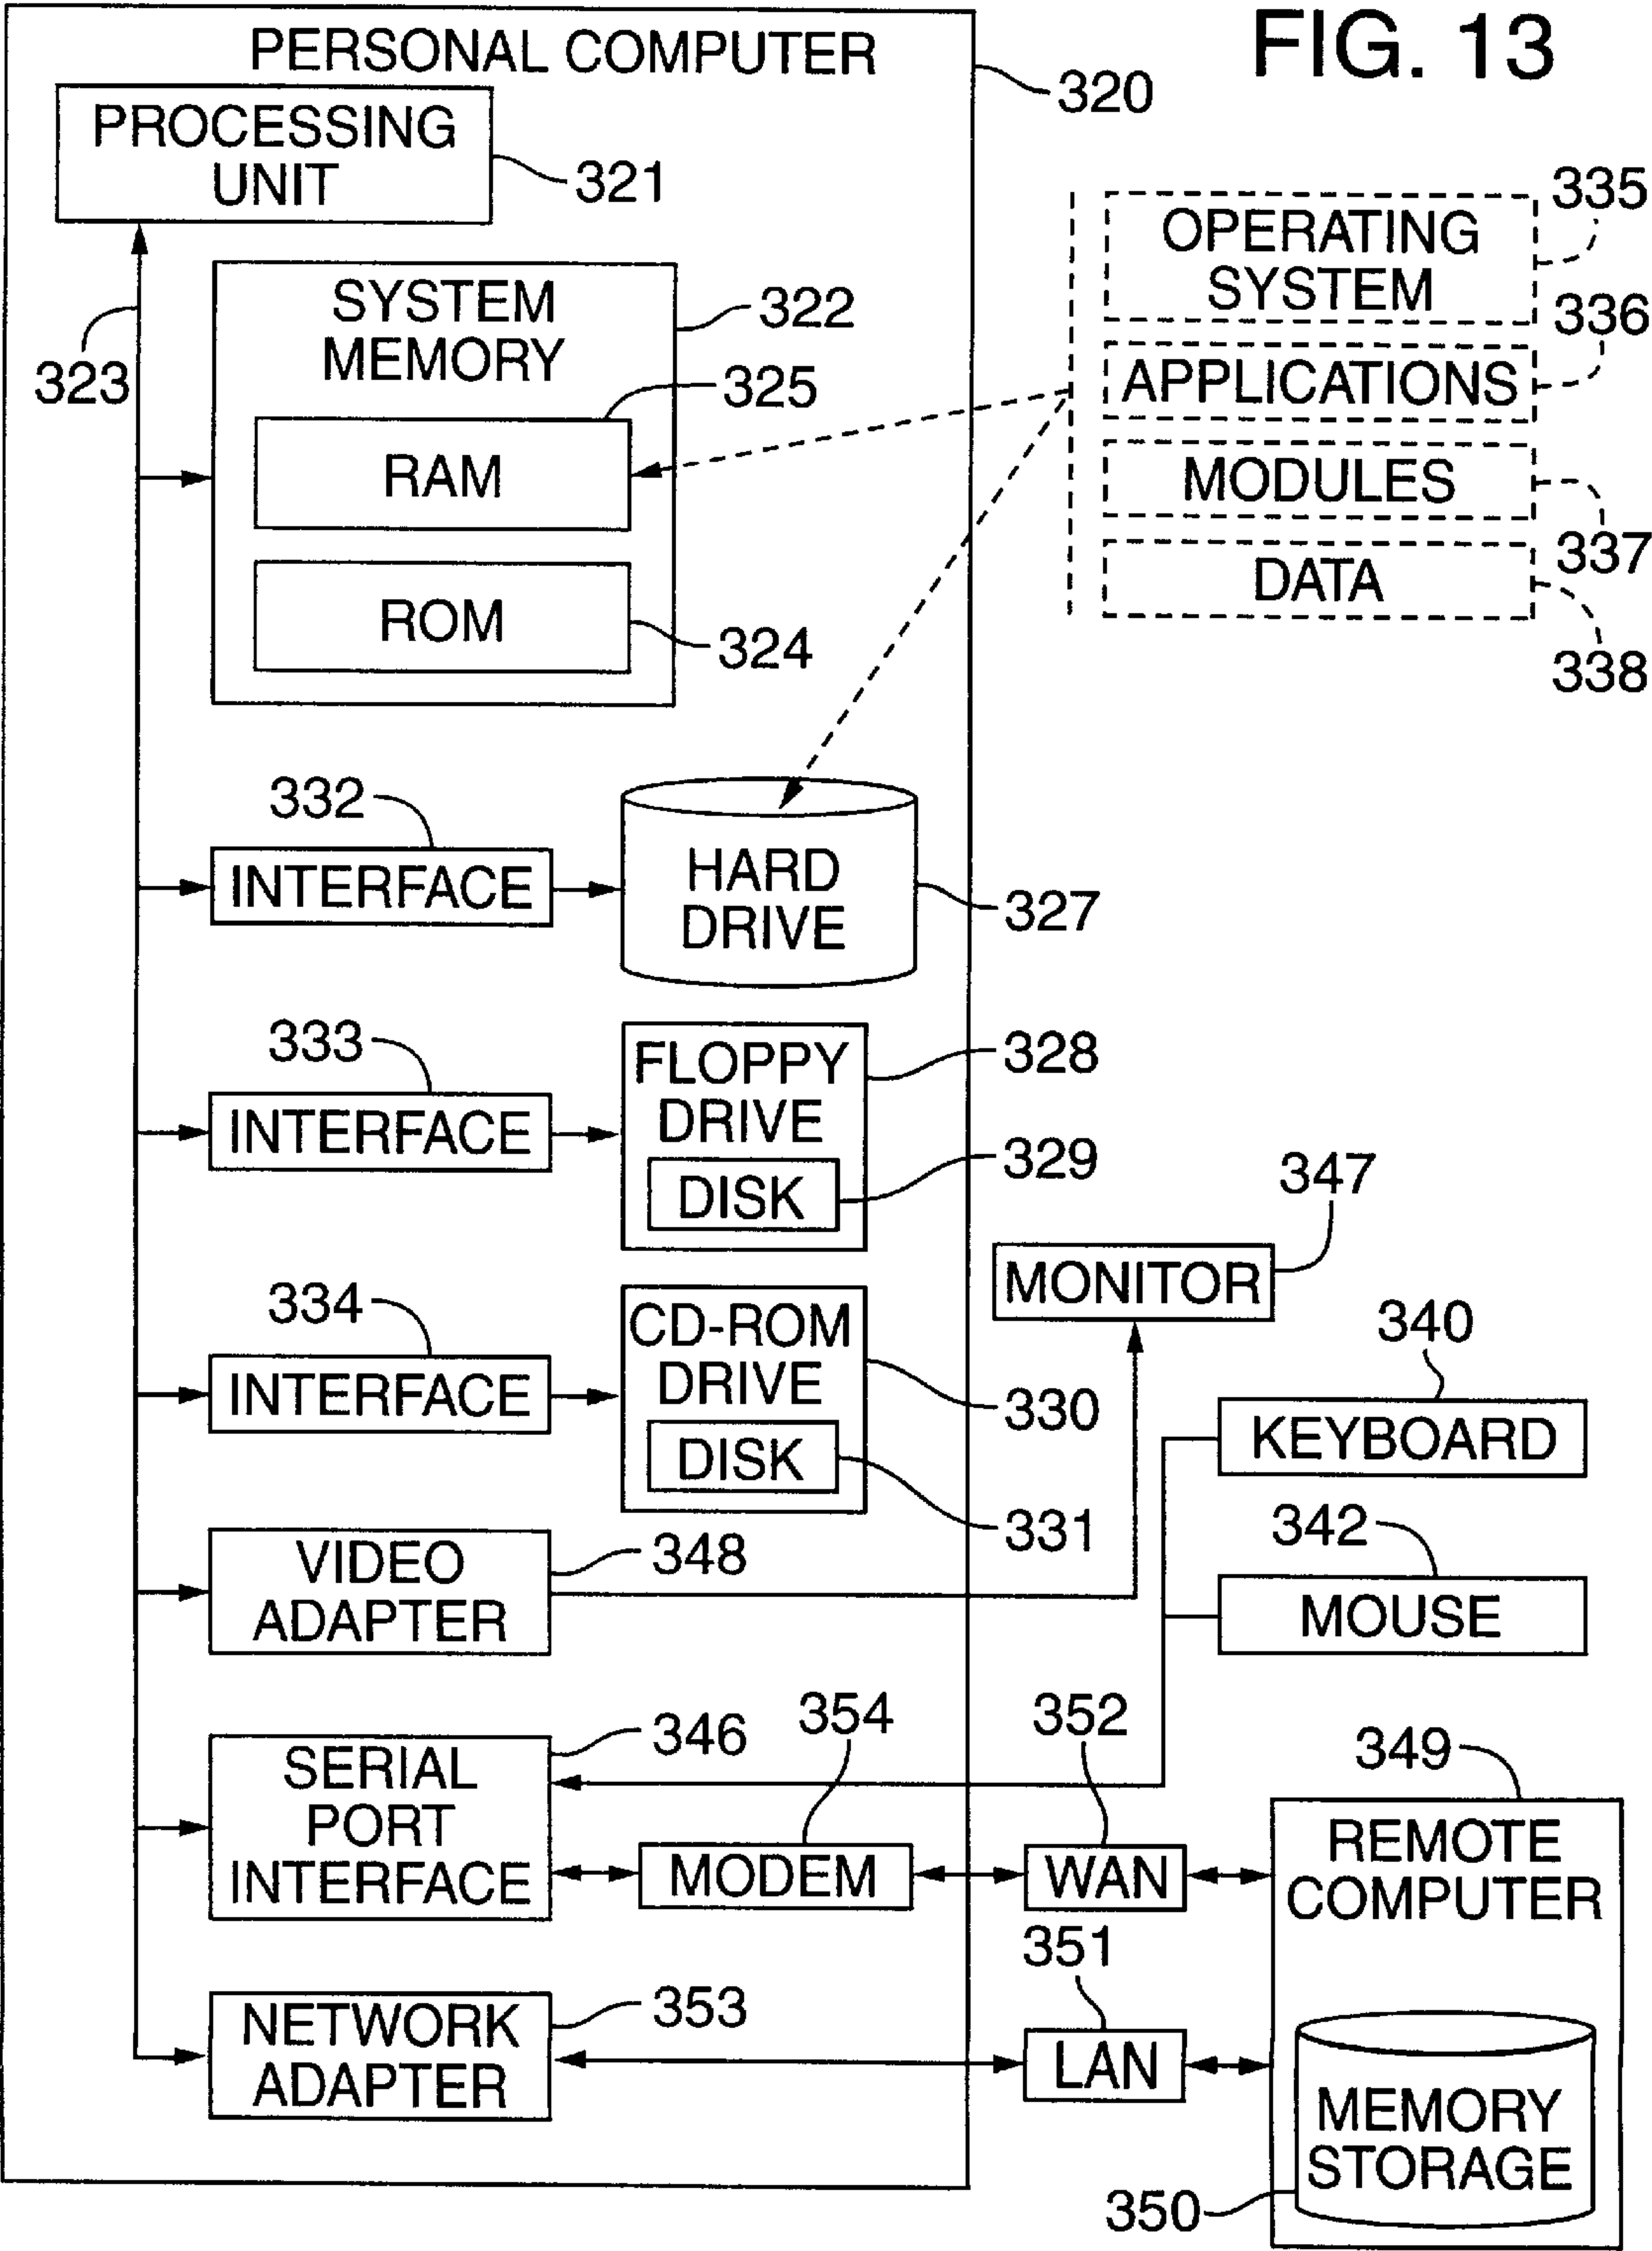 FIG. 13
PERSONAL COMPUTER
320
PROCESSING
UNIT
321
323
SYSTEM
MEMORY
322
325
RAM
ROM
324
335
OPERATING
SYSTEM
336
APPLICATIONS
MODULES
337
DATA
338
332
INTERFACE
HARD
DRIVE
327
333
INTERFACE
FLOPPY
DRIVE
328
DISK
329
334
INTERFACE
CD-ROM
DRIVE
330
DISK
331
347
MONITOR
340
KEYBOARD
342
MOUSE
VIDEO
ADAPTER
348
346
SERIAL
PORT
INTERFACE
354
MODEM
352
WAN
349
REMOTE
COMPUTER
351
LAN
NETWORK
ADAPTER
353
MEMORY
STORAGE
350